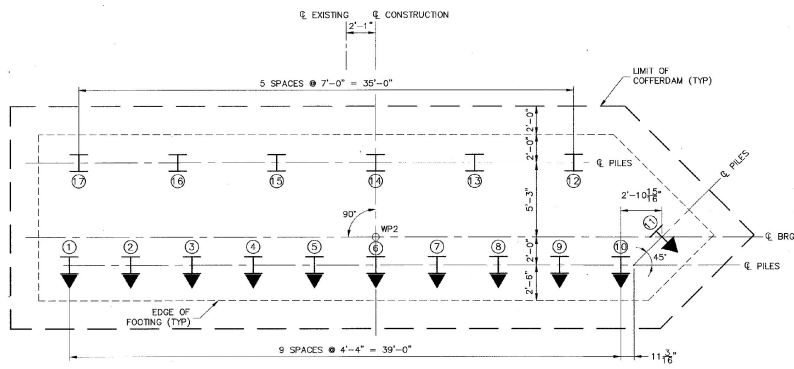 ℄ EXISTING
℄ CONSTRUCTION
2'-1"
5 SPACES @ 7'-0" = 35'-0"
LIMIT OF
COFFERDAM (TYP)
2'-0"
2'-0"
℄ PILES
℄ PILES
17
16
15
14
13
12
5'-3"
2'-10 15/16"
11
90°
WP2
℄ BRG
1
2
3
4
5
6
7
8
9
10
2'-0"
45°
℄ PILES
2'-6"
EDGE OF
FOOTING (TYP)
9 SPACES @ 4'-4" = 39'-0"
11 3/16"